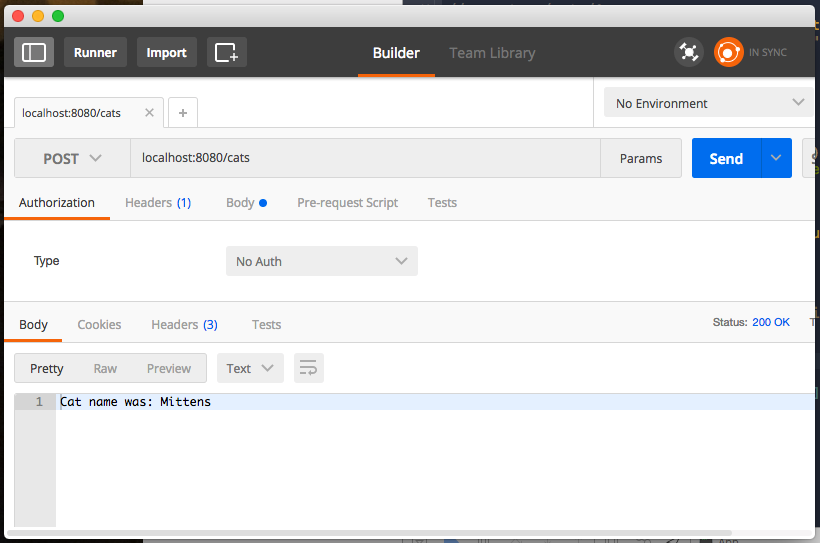 Runner Import Builder Team Library IN SYNC
localhost:8080/cats No Environment
POST localhost:8080/cats Params Send
Authorization Headers (1) Body Pre-request Script Tests
Type No Auth
Body Cookies Headers (3) Tests Status: 200 OK
Pretty Raw Preview Text
1 Cat name was: Mittens